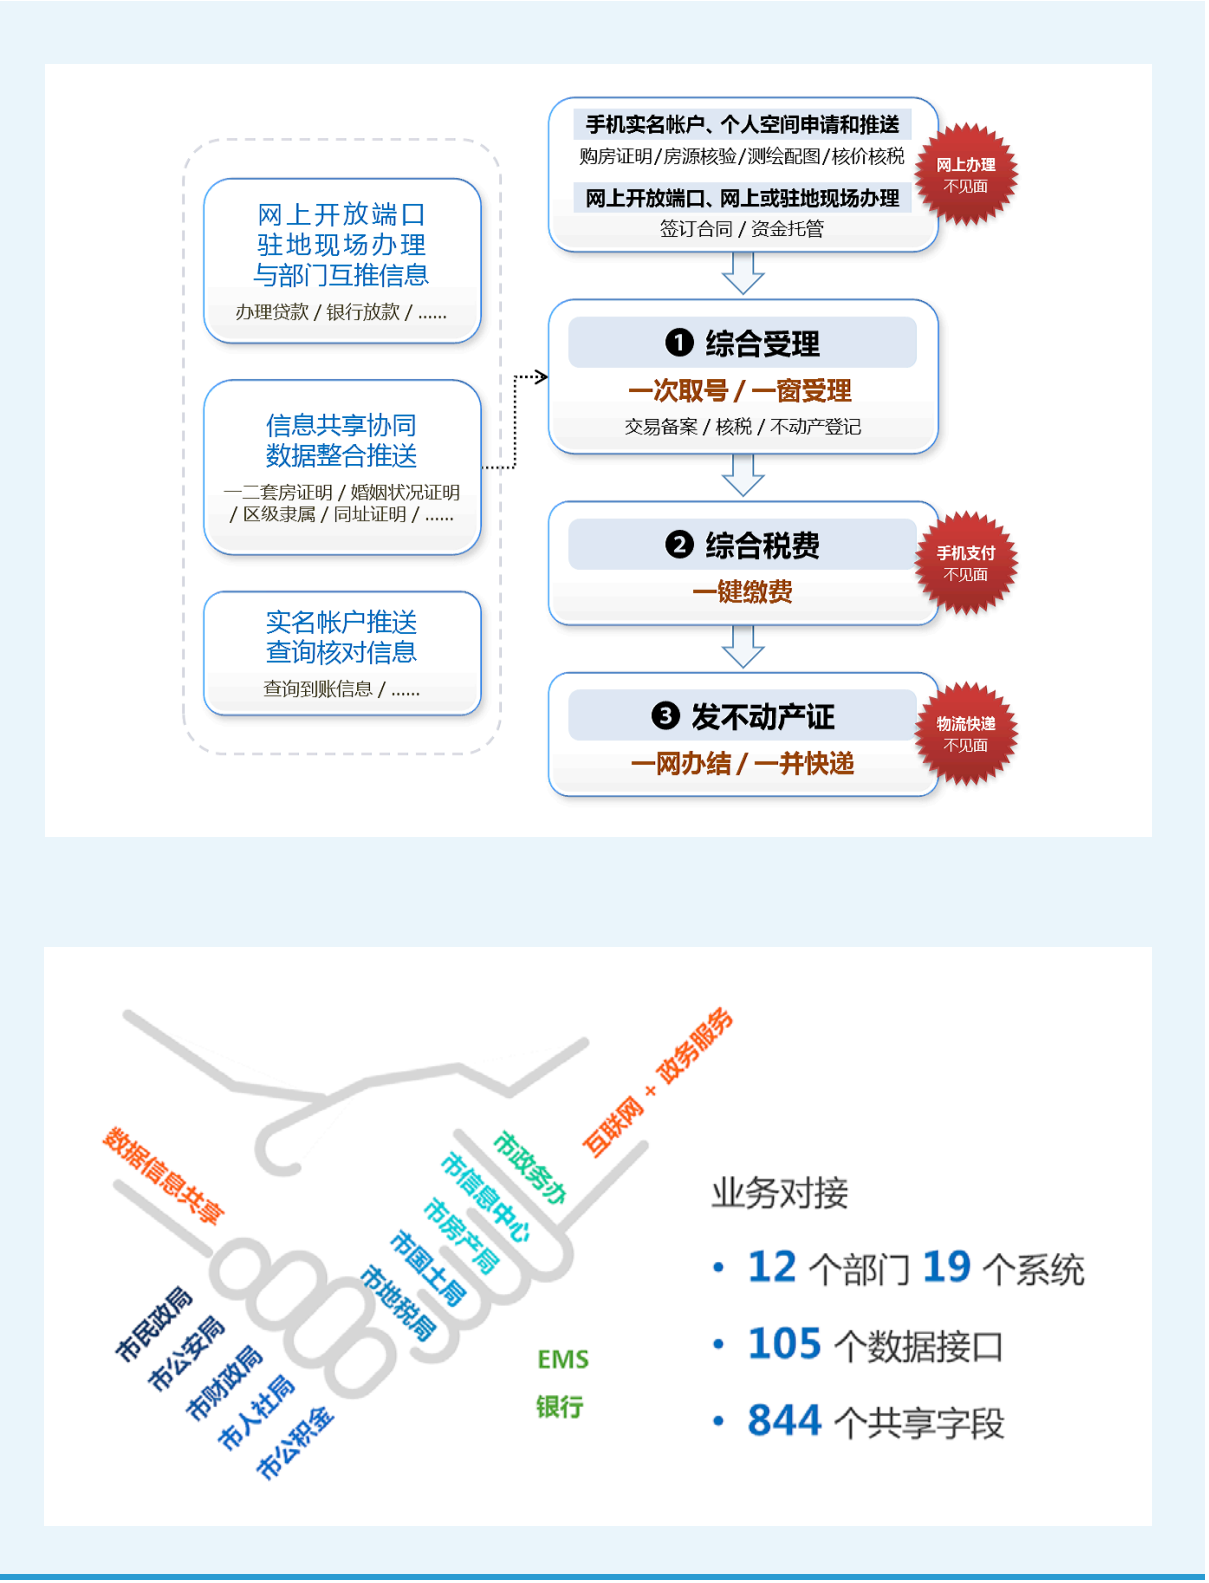 网上开放端口
驻地现场办理
与部门互推信息
办理贷款 / 银行放款 / ......
信息共享协同
数据整合推送
一二套房证明 / 婚姻状况证明
/ 区级隶属 / 同址证明 / ......
实名帐户推送
查询核对信息
查询到账信息 / ......
手机实名帐户、个人空间申请和推送
购房证明/房源核验/测绘配图/核价核税
网上开放端口、网上或驻地现场办理
签订合同 / 资金托管
网上办理
不见面
❶ 综合受理
一次取号 / 一窗受理
交易备案 / 核税 / 不动产登记
❷ 综合税费
一键缴费
手机支付
不见面
❸ 发不动产证
一网办结 / 一并快递
物流快递
不见面
数据信息共享
互联网 + 政务服务
市政务办
市信息中心
市房产局
市国土局
市地税局
市民政局
市公安局
市财政局
市人社局
市公积金
EMS
银行
业务对接
• 12 个部门 19 个系统
• 105 个数据接口
• 844 个共享字段